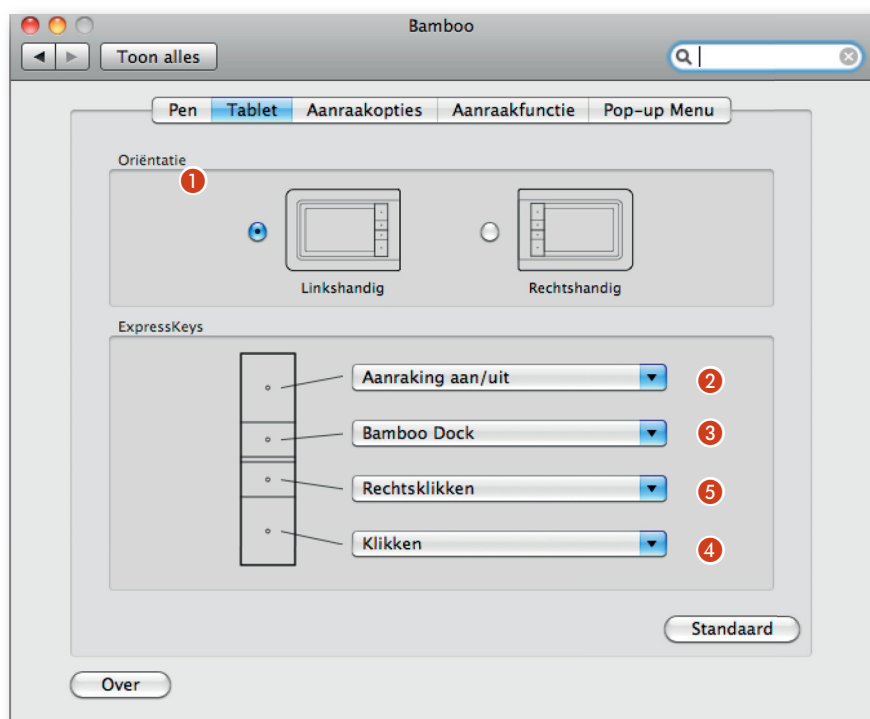 Bamboo
Toon alles
Pen Tablet Aanraakopties Aanraakfunctie Pop-up Menu
Oriëntatie
1
Linkshandig Rechtshandig
ExpressKeys
Aanraking aan/uit 2
Bamboo Dock 3
Rechtsklikken 5
Klikken 4
Standaard
Over